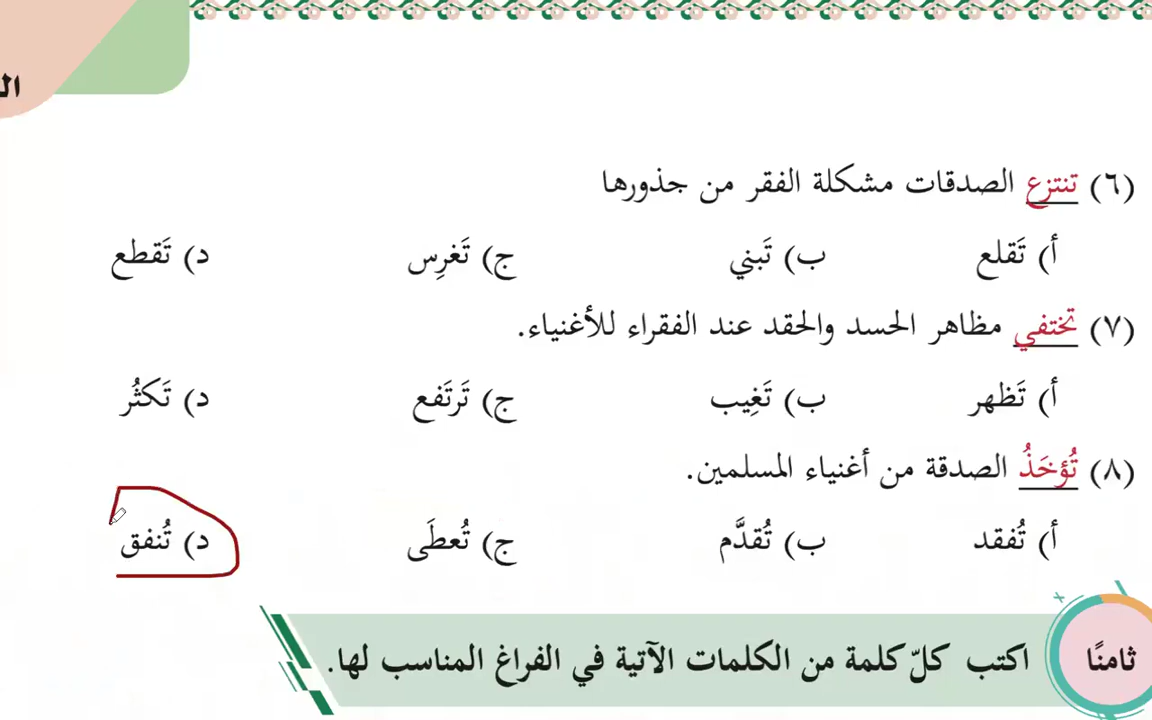 ال
(٦) تنتزع الصدقات مشكلة الفقر من جذورها
أ) تَقلع ب) تَبني ج) تَغرِس د) تَقطع
(٧) تختفي مظاهر الحسد والحقد عند الفقراء للأغنياء.
أ) تَظهر ب) تَغِيب ج) تَرتَفع د) تَكثُر
(٨) تُؤخَذُ الصدقة من أغنياء المسلمين.
أ) تُفقد ب) تُقدَّم ج) تُعطَى د) تُنفق
ثامنًا اكتب كلّ كلمة من الكلمات الآتية في الفراغ المناسب لها.